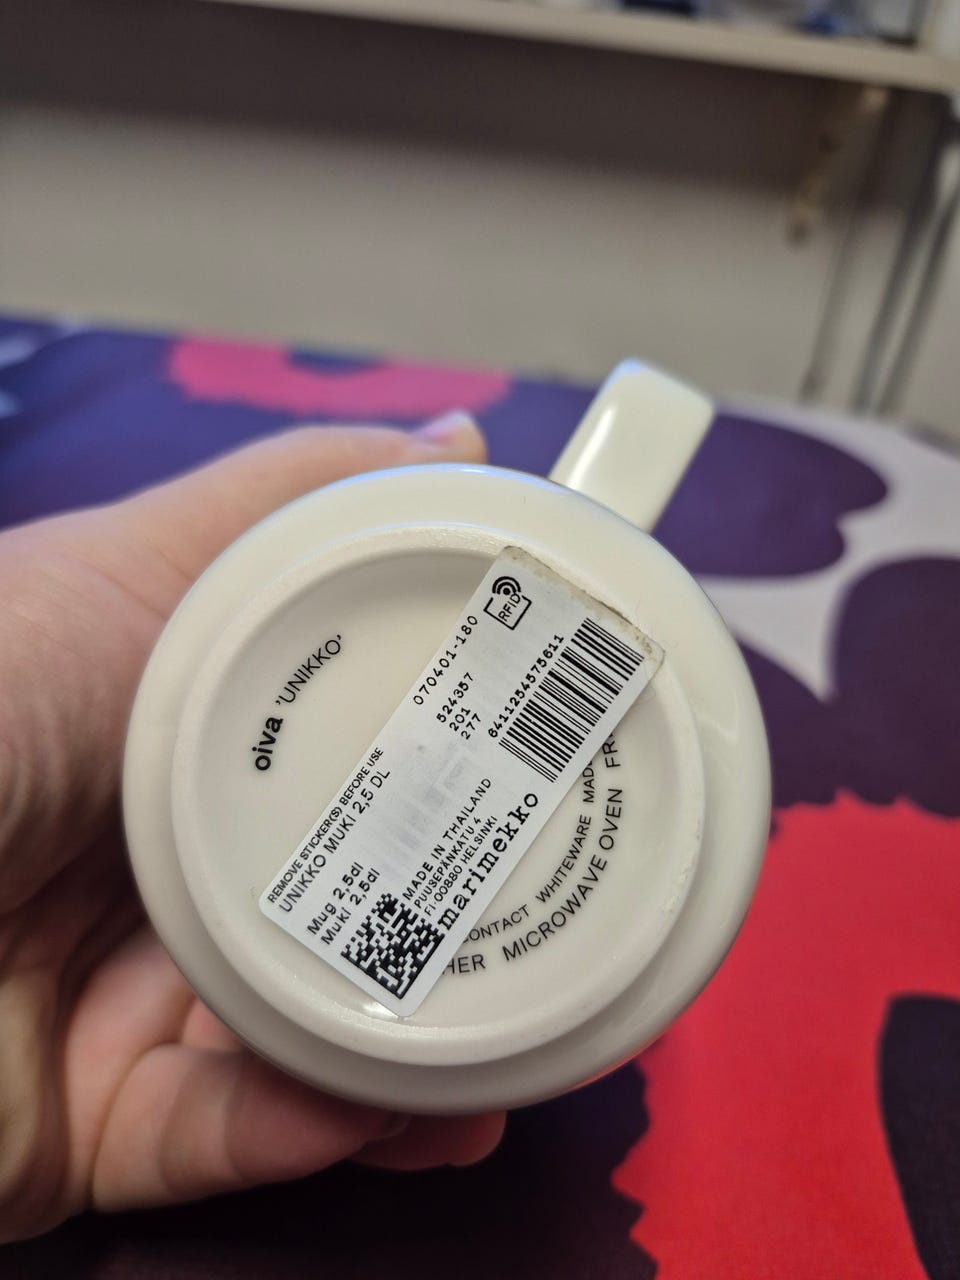 oiva 'UNIKKO'
REMOVE STICKER(S) BEFORE USE
UNIKKO MUKI 2,5 DL
070401-180
RFID
Mug 2,5dl
Muki 2,5dl
524357
201
277
6411254575611
MADE IN THAILAND
PUUSEPÄNKATU 4
FI-00880 HELSINKI
marimekko
CONTACT WHITEWARE MADE
HER MICROWAVE OVEN FR